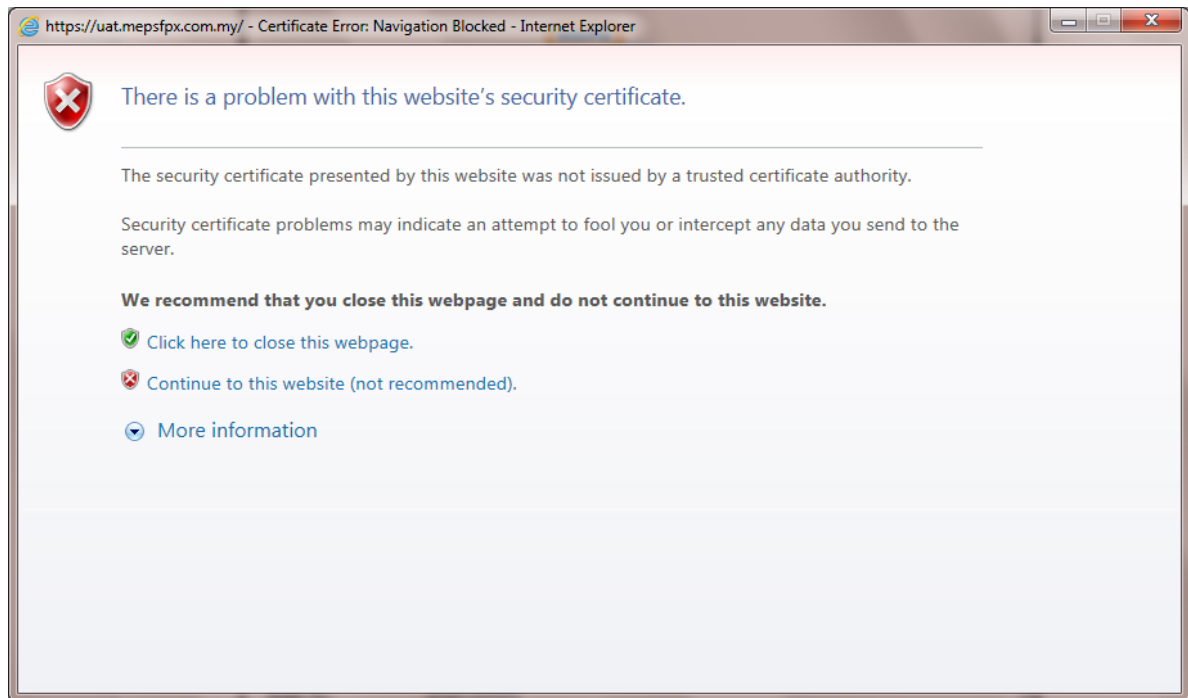 https://uat.mepsfpx.com.my/ - Certificate Error: Navigation Blocked - Internet Explorer
There is a problem with this website's security certificate.
The security certificate presented by this website was not issued by a trusted certificate authority.
Security certificate problems may indicate an attempt to fool you or intercept any data you send to the
server.
We recommend that you close this webpage and do not continue to this website.
Click here to close this webpage.
Continue to this website (not recommended).
More information